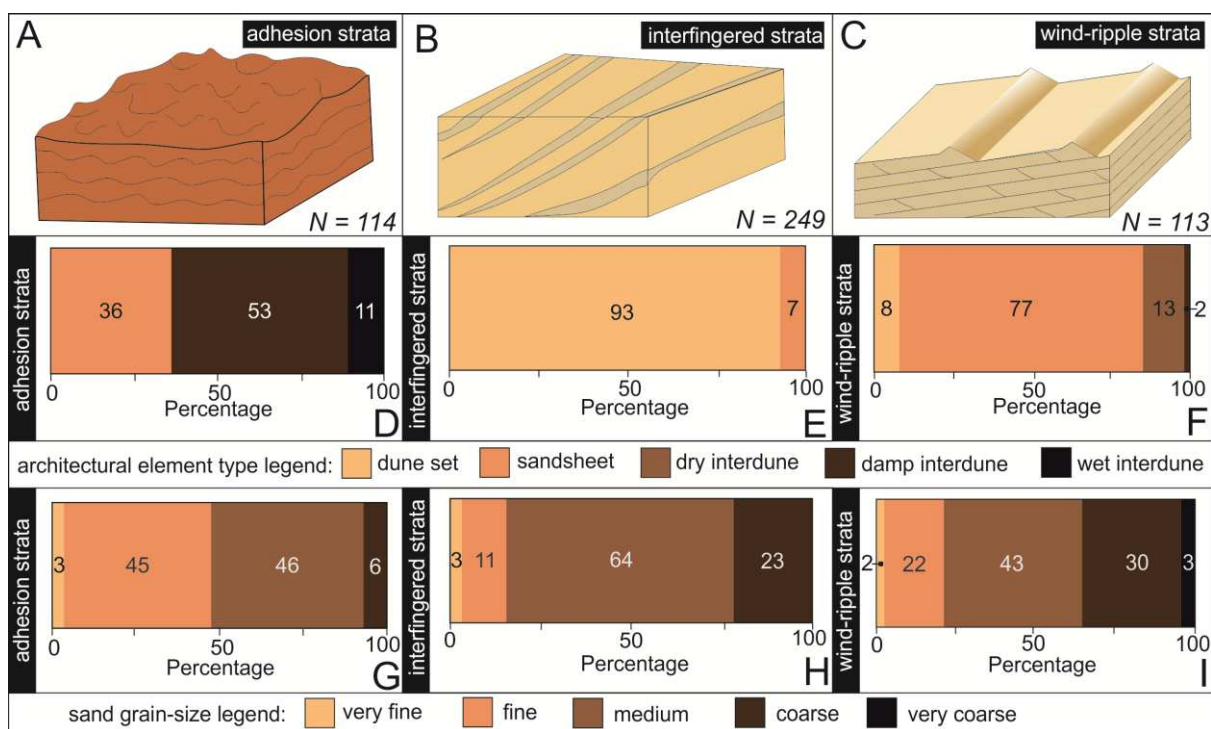 A
adhesion strata
N = 114
B
interfingered strata
N = 249
C
wind-ripple strata
N = 113
adhesion strata
36 53 11
0 50 100
Percentage
D
interfingered strata
93 7
0 50 100
Percentage
E
wind-ripple strata
8 77 13 2
0 50 100
Percentage
F
architectural element type legend: dune set sandsheet dry interdune damp interdune wet interdune
adhesion strata
3 45 46 6
0 50 100
Percentage
G
interfingered strata
3 11 64 23
0 50 100
Percentage
H
wind-ripple strata
2 22 43 30 3
0 50 100
Percentage
I
sand grain-size legend: very fine fine medium coarse very coarse